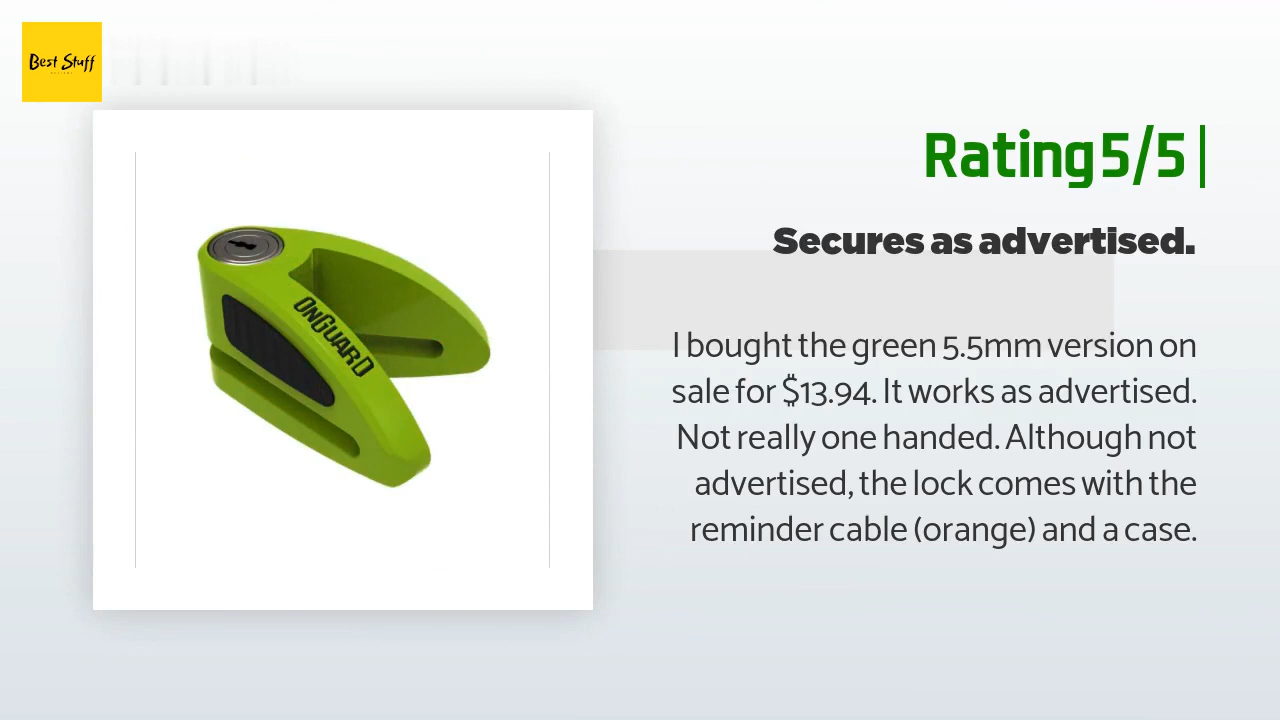 Best Stuff
Rating 5/5
Secures as advertised.
ONGUARD
I bought the green 5.5mm version on
sale for $13.94. It works as advertised.
Not really one handed. Although not
advertised, the lock comes with the
reminder cable (orange) and a case.